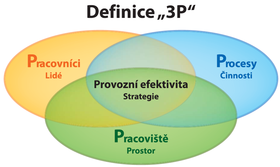 Definice „3P“
Pracovníci
Lidé
Procesy
Činnosti
Provozní efektivita
Strategie
Pracoviště
Prostor